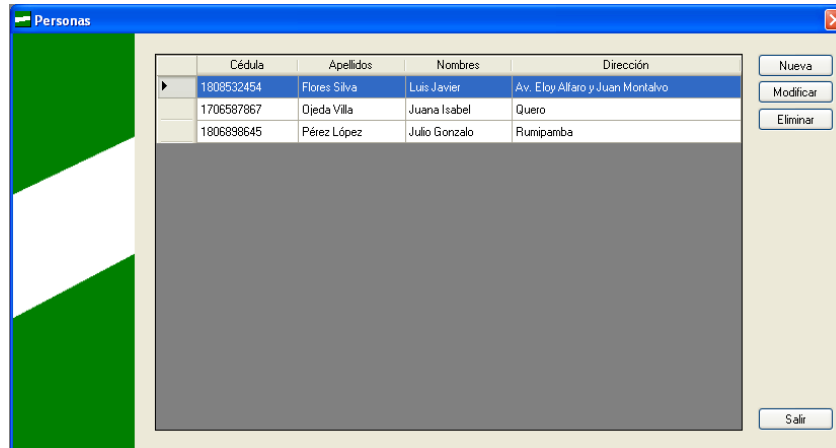 Personas
Cédula Apellidos Nombres Dirección
1808532454 Flores Silva Luis Javier Av. Eloy Alfaro y Juan Montalvo
1706587867 Ojeda Villa Juana Isabel Quero
1806898645 Pérez López Julio Gonzalo Rumipamba
Nueva
Modificar
Eliminar
Salir